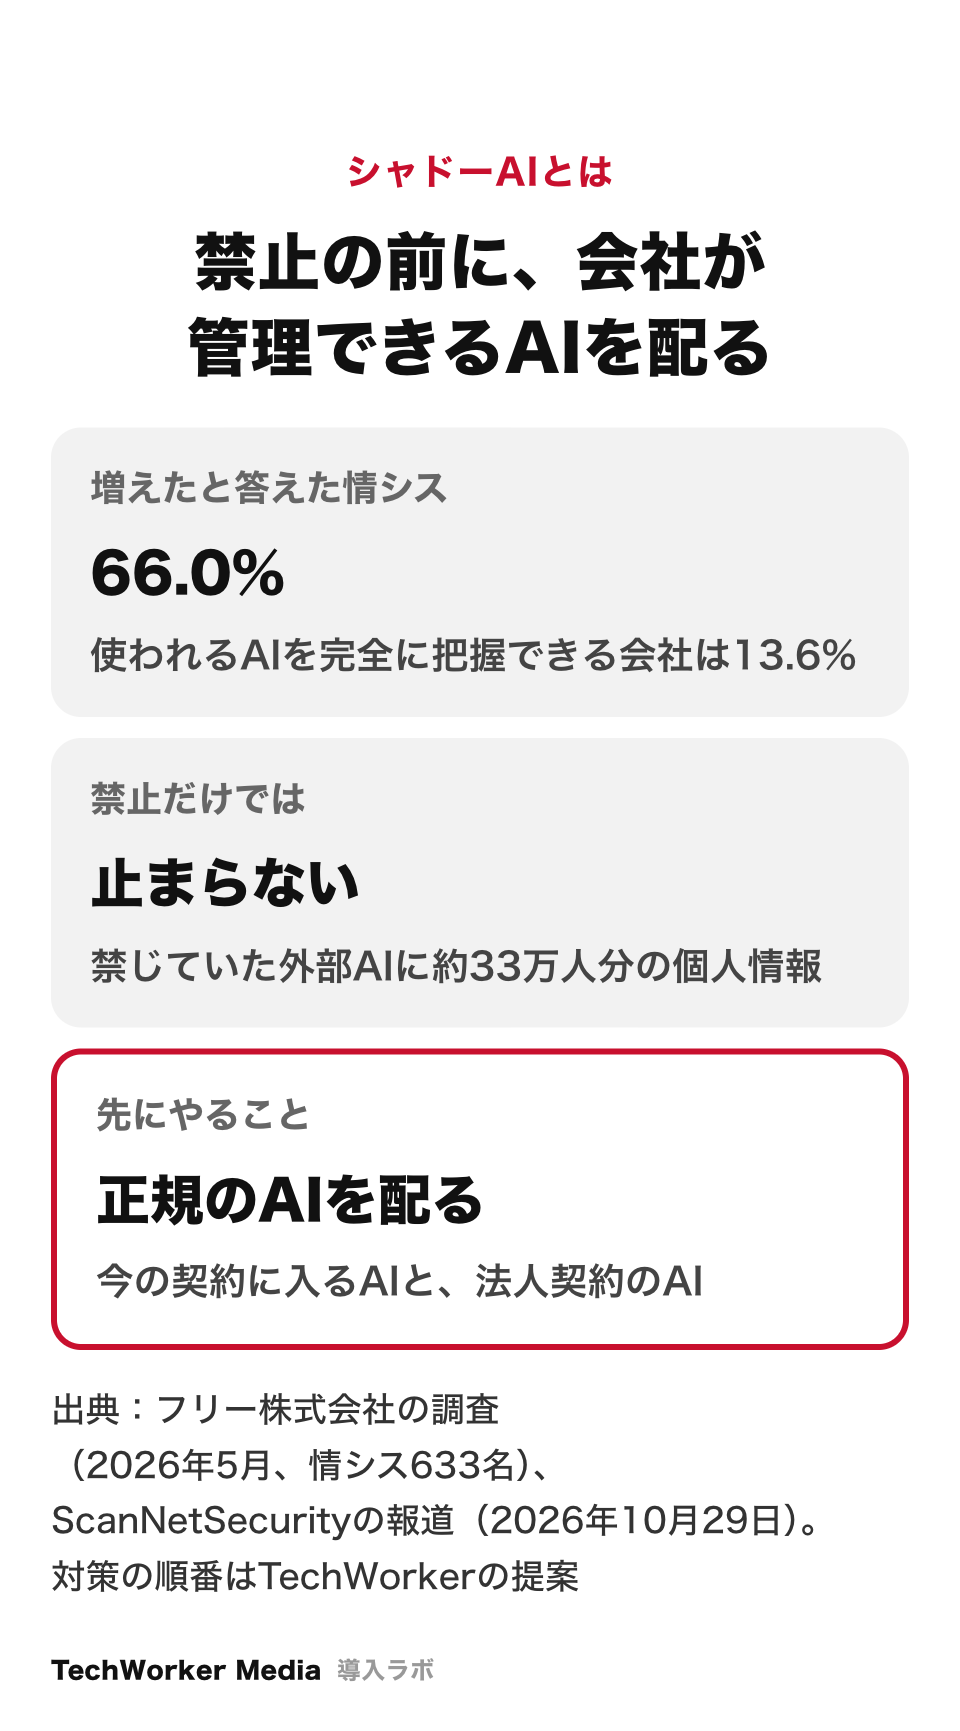 シャドーAIとは
禁止の前に、会社が
管理できるAIを配る
増えたと答えた情シス
66.0%
使われるAIを完全に把握できる会社は13.6%
禁止だけでは
止まらない
禁じていた外部AIに約33万人分の個人情報
先にやること
正規のAIを配る
今の契約に入るAIと、法人契約のAI
出典：フリー株式会社の調査
（2026年5月、情シス633名）、
ScanNetSecurityの報道（2026年10月29日）。
対策の順番はTechWorkerの提案
TechWorker Media 導入ラボ